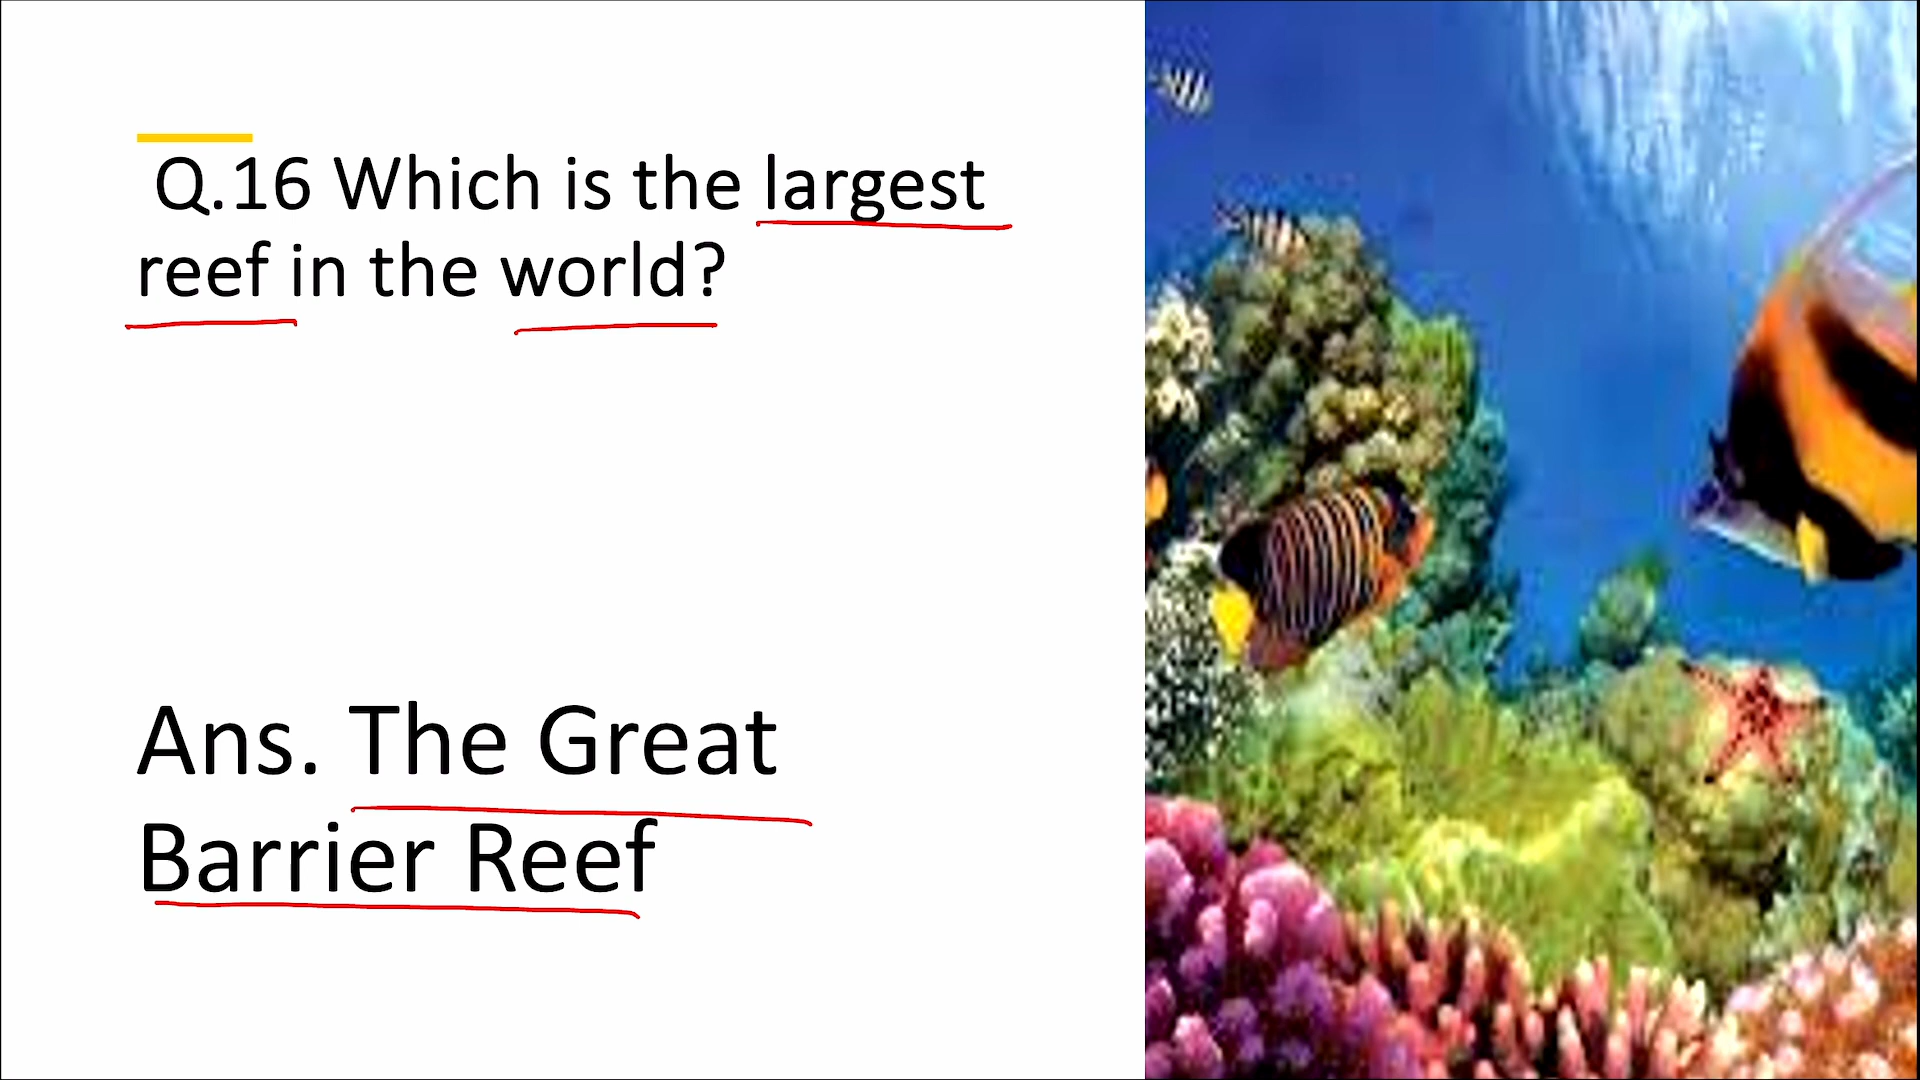 Q.16 Which is the largest
reef in the world?
Ans. The Great
Barrier Reef